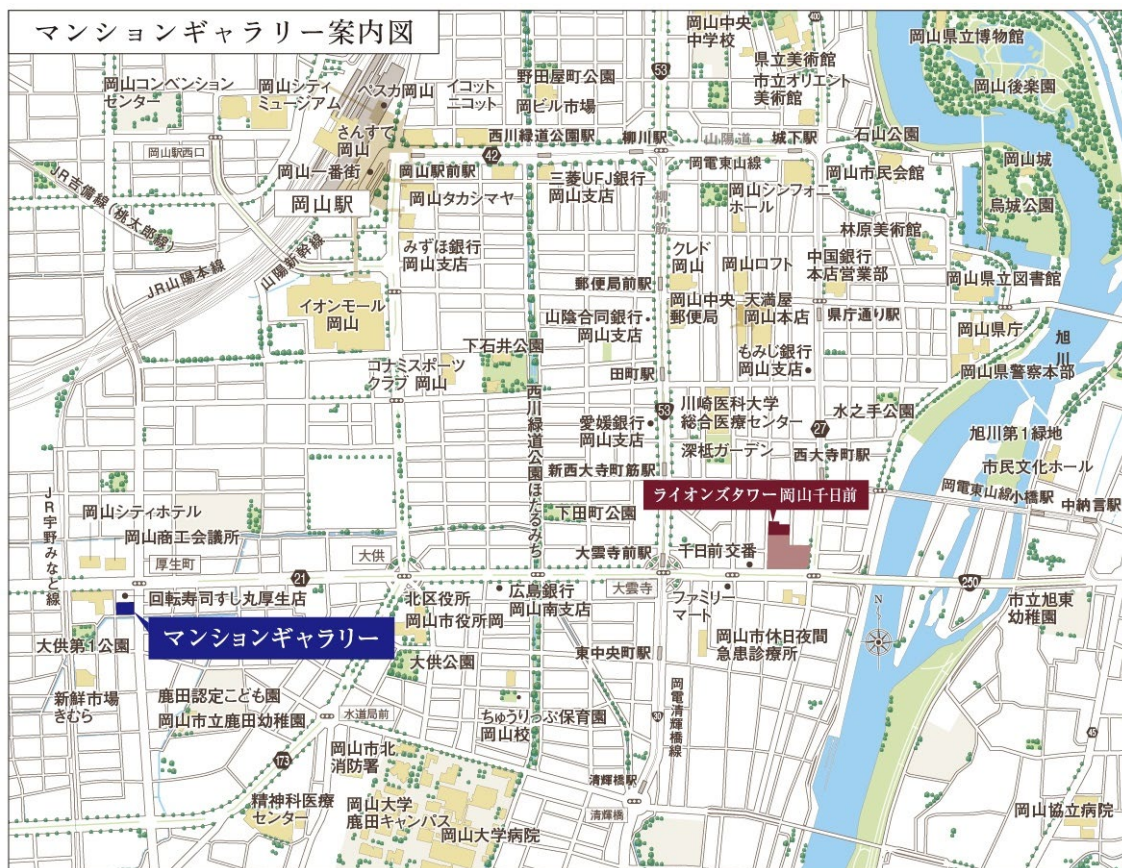 マンションギャラリー案内図
岡山中央
中学校
県立美術館
市立オリエント
美術館
岡山県立博物館
岡山後楽園
岡山コンベンション
センター
岡山シティ
ミュージアム
ペスカ岡山
イコット
ニコット
野田屋町公園
岡ビル市場
53
さんすて
岡山
西川緑道公園駅
柳川駅
山陽道
城下駅
石山公園
岡山駅西口
岡山一番街
岡山駅前駅
42
三菱UFJ銀行
岡山支店
岡電東山線
岡山シンフォニー
ホール
岡山市民会館
岡山城
烏城公園
岡山駅
岡山タカシマヤ
柳川筋
林原美術館
JR吉備線(桃太郎線)
JR山陽本線
山陽新幹線
みずほ銀行
岡山支店
クレド
岡山
岡山ロフト
中国銀行
本店営業部
岡山県立図書館
イオンモール
岡山
郵便局前駅
岡山中央
郵便局
天満屋
岡山本店
県庁通り駅
山陰合同銀行
岡山支店
岡山県庁
旭川
下石井公園
もみじ銀行
岡山支店
岡山県警察本部
コナミスポーツ
クラブ 岡山
田町駅
西川緑道公園ほたるみち
53
川崎医科大学
総合医療センター
27
水之手公園
愛媛銀行
岡山支店
深柢ガーデン
西大寺町駅
旭川第1緑地
市民文化ホール
新西大寺町筋駅
岡電東山線
小橋駅
中納言駅
JR宇野みなと線
ライオンズタワー岡山千日前
岡山シティホテル
岡山商工会議所
下田町公園
厚生町
大供
大雲寺前駅
千日前交番
21
250
回転寿司すし丸厚生店
北区役所
広島銀行
岡山南支店
大雲寺
ファミリー
マート
市立旭東
幼稚園
マンションギャラリー
岡山市役所岡
N
大供第1公園
大供公園
東中央町駅
岡山市休日夜間
急患診療所
新鮮市場
きむら
鹿田認定こども園
岡山市立鹿田幼稚園
水道局前
ちゅうりっぷ保育園
岡山校
30
岡電清輝橋線
45
173
岡山市北
消防署
清輝橋駅
精神科医療
センター
岡山大学
鹿田キャンパス
岡山大学病院
清輝橋
岡山協立病院